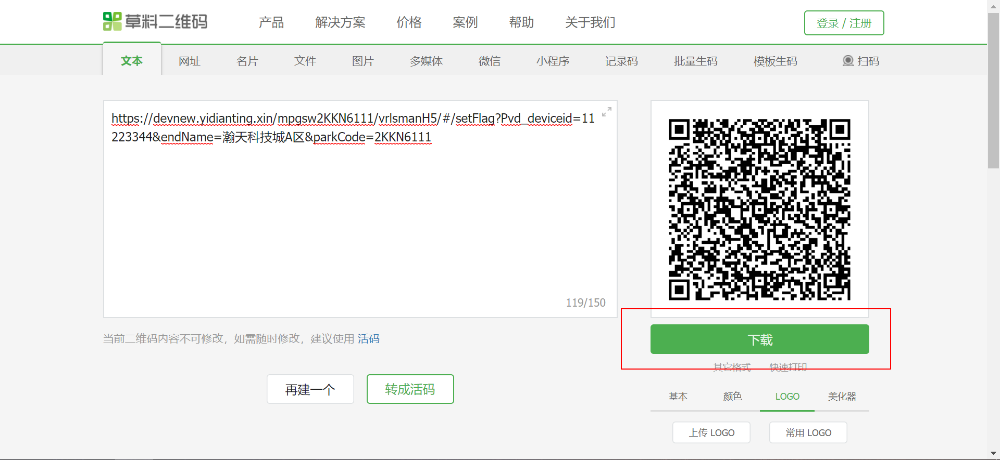 草料二维码
产品 解决方案 价格 案例 帮助 关于我们
登录 / 注册
文本 网址 名片 文件 图片 多媒体 微信 小程序 记录码 批量生码 模板生码 扫码
https://devnew.yidianting.xin/mpgsw2KKN6111/vrlsmanH5/#/setFlag?Pvd_deviceid=11
223344&endName=瀚天科技城A区&parkCode=2KKN6111
119/150
当前二维码内容不可修改，如需随时修改，建议使用 活码
再建一个 转成活码
下载
其它格式 快速打印
基本 颜色 LOGO 美化器
上传 LOGO 常用 LOGO